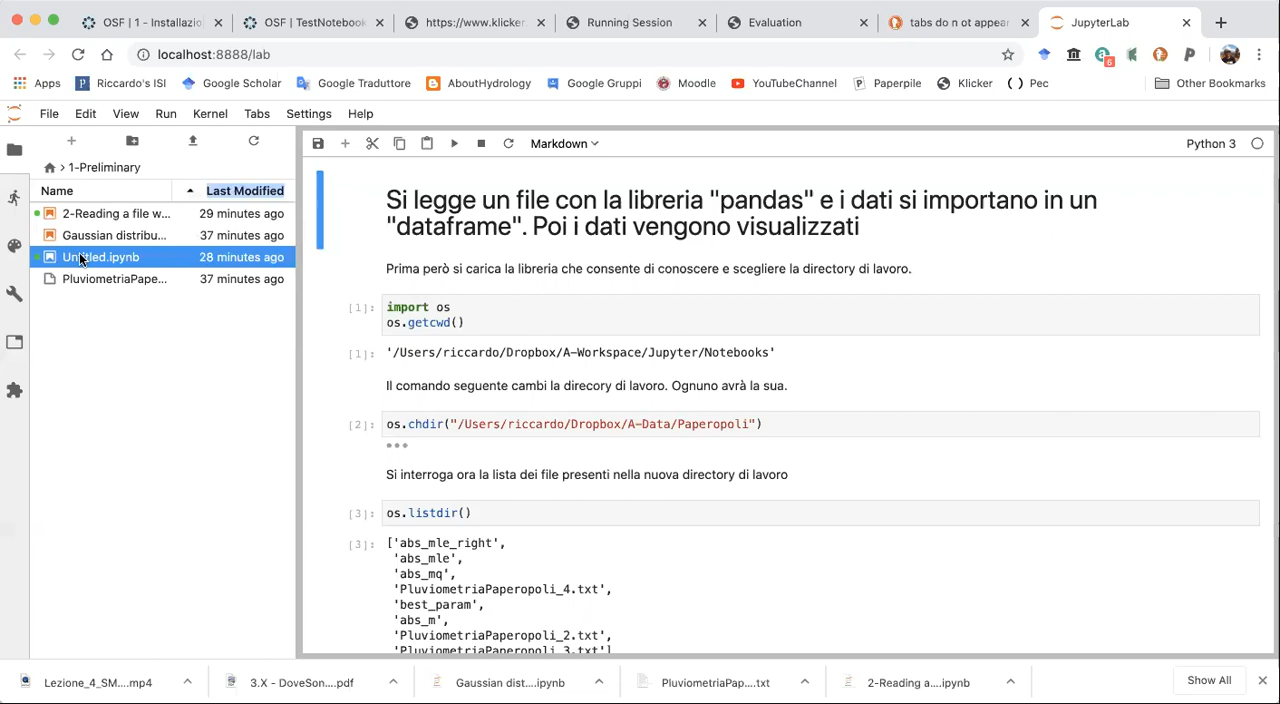 OSF | 1 - Installazio
OSF | TestNotebook
https://www.klicker.
Running Session
Evaluation
tabs do n ot appear
JupyterLab
localhost:8888/lab
6
Apps
Riccardo's ISI
Google Scholar
Google Traduttore
AboutHydrology
Google Gruppi
Moodle
YouTubeChannel
Paperpile
Klicker
Pec
Other Bookmarks
File Edit View Run Kernel Tabs Settings Help
Markdown
Python 3
1-Preliminary
Name
Last Modified
2-Reading a file w... 29 minutes ago
Gaussian distribu... 37 minutes ago
Untitled.ipynb 28 minutes ago
PluviometriaPape... 37 minutes ago
Si legge un file con la libreria "pandas" e i dati si importano in un
"dataframe". Poi i dati vengono visualizzati
Prima però si carica la libreria che consente di conoscere e scegliere la directory di lavoro.
[1]: import os
os.getcwd()
[1]: '/Users/riccardo/Dropbox/A-Workspace/Jupyter/Notebooks'
Il comando seguente cambi la direcory di lavoro. Ognuno avrà la sua.
[2]: os.chdir("/Users/riccardo/Dropbox/A-Data/Paperopoli")
Si interroga ora la lista dei file presenti nella nuova directory di lavoro
[3]: os.listdir()
[3]: ['abs_mle_right',
'abs_mle',
'abs_mq',
'PluviometriaPaperopoli_4.txt',
'best_param',
'abs_m',
'PluviometriaPaperopoli_2.txt',
'PluviometriaPaperopoli_3.txt'
Lezione_4_SM....mp4
3.X - DoveSon....pdf
Gaussian dist....ipynb
PluviometriaPap....txt
2-Reading a....ipynb
Show All